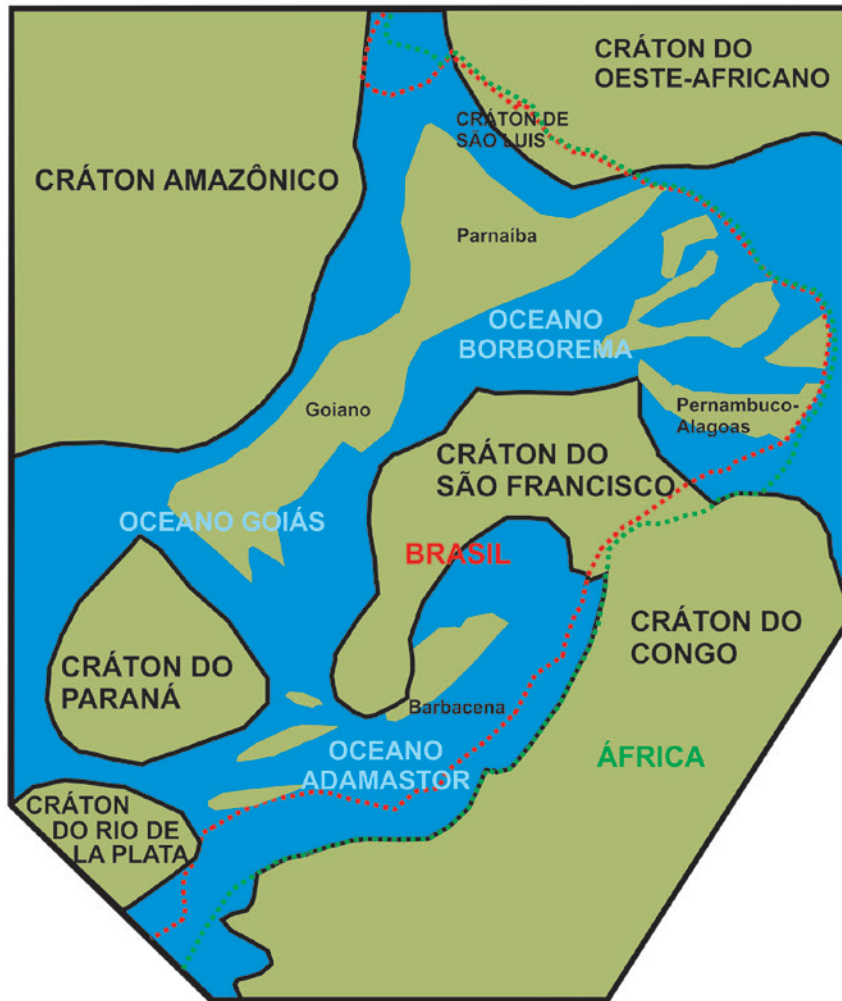 CRÁTON DO
OESTE-AFRICANO
CRÁTON DE
SÃO LUIS
CRÁTON AMAZÔNICO
Parnaíba
OCEANO
BORBOREMA
Goiano
Pernambuco-
Alagoas
CRÁTON DO
SÃO FRANCISCO
OCEANO GOIÁS
BRASIL
CRÁTON DO
CONGO
CRÁTON DO
PARANÁ
Barbacena
OCEANO
ADAMASTOR
ÁFRICA
CRÁTON
DO RIO DE
LA PLATA